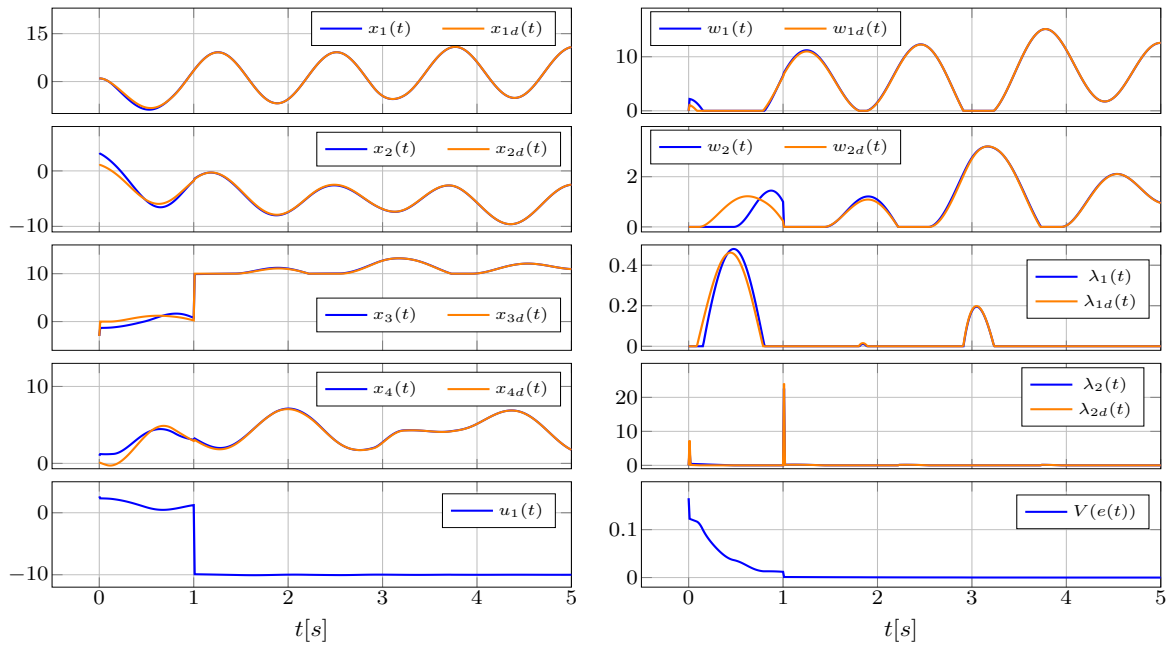 15
0
x₁(t) x₁d(t)
0
−10
x₂(t) x₂d(t)
10
0
x₃(t) x₃d(t)
10
0
x₄(t) x₄d(t)
0
−10
u₁(t)
0 1 2 3 4 5
t[s]
10
0
w₁(t) w₁d(t)
2
0
w₂(t) w₂d(t)
0.4
0.2
0
λ₁(t)
λ₁d(t)
20
10
0
λ₂(t)
λ₂d(t)
0.1
0
V(e(t))
0 1 2 3 4 5
t[s]